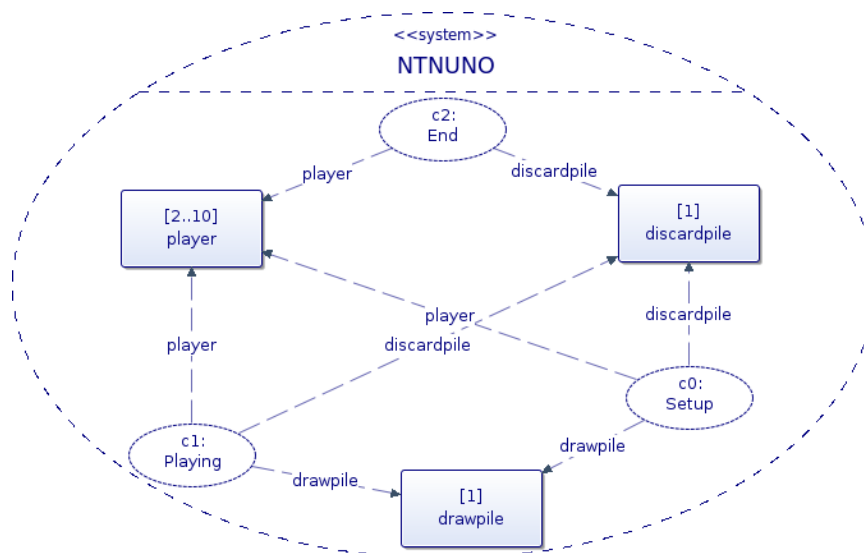 <<system>>
NTNUNO
c2:
End
player
discardpile
[2..10]
player
[1]
discardpile
player
discardpile
player
discardpile
c0:
Setup
c1:
Playing
drawpile
drawpile
[1]
drawpile